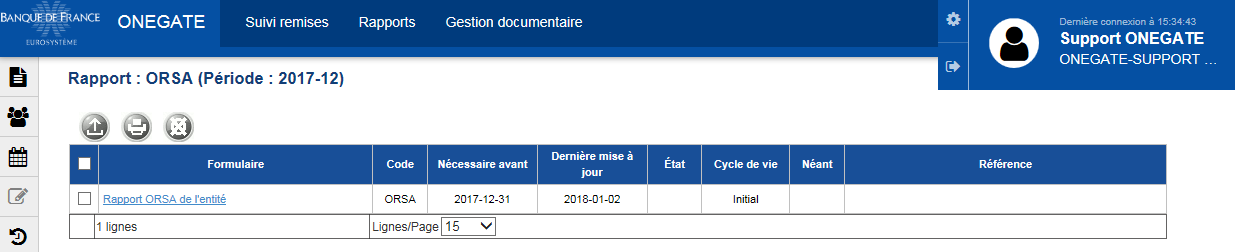 BANQUE DE FRANCE
EUROSYSTÈME
ONEGATE
Suivi remises Rapports Gestion documentaire
Dernière connexion à 15:34:43
Support ONEGATE
ONEGATE-SUPPORT ...
Rapport : ORSA (Période : 2017-12)
Formulaire Code Nécessaire avant Dernière mise à jour État Cycle de vie Néant Référence
Rapport ORSA de l'entité ORSA 2017-12-31 2018-01-02 Initial
1 lignes Lignes/Page 15